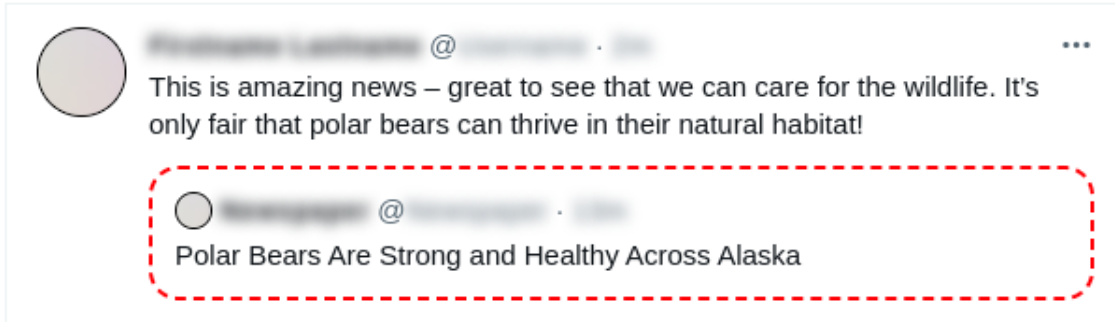 @ ·
This is amazing news – great to see that we can care for the wildlife. It’s
only fair that polar bears can thrive in their natural habitat!
@ ·
Polar Bears Are Strong and Healthy Across Alaska